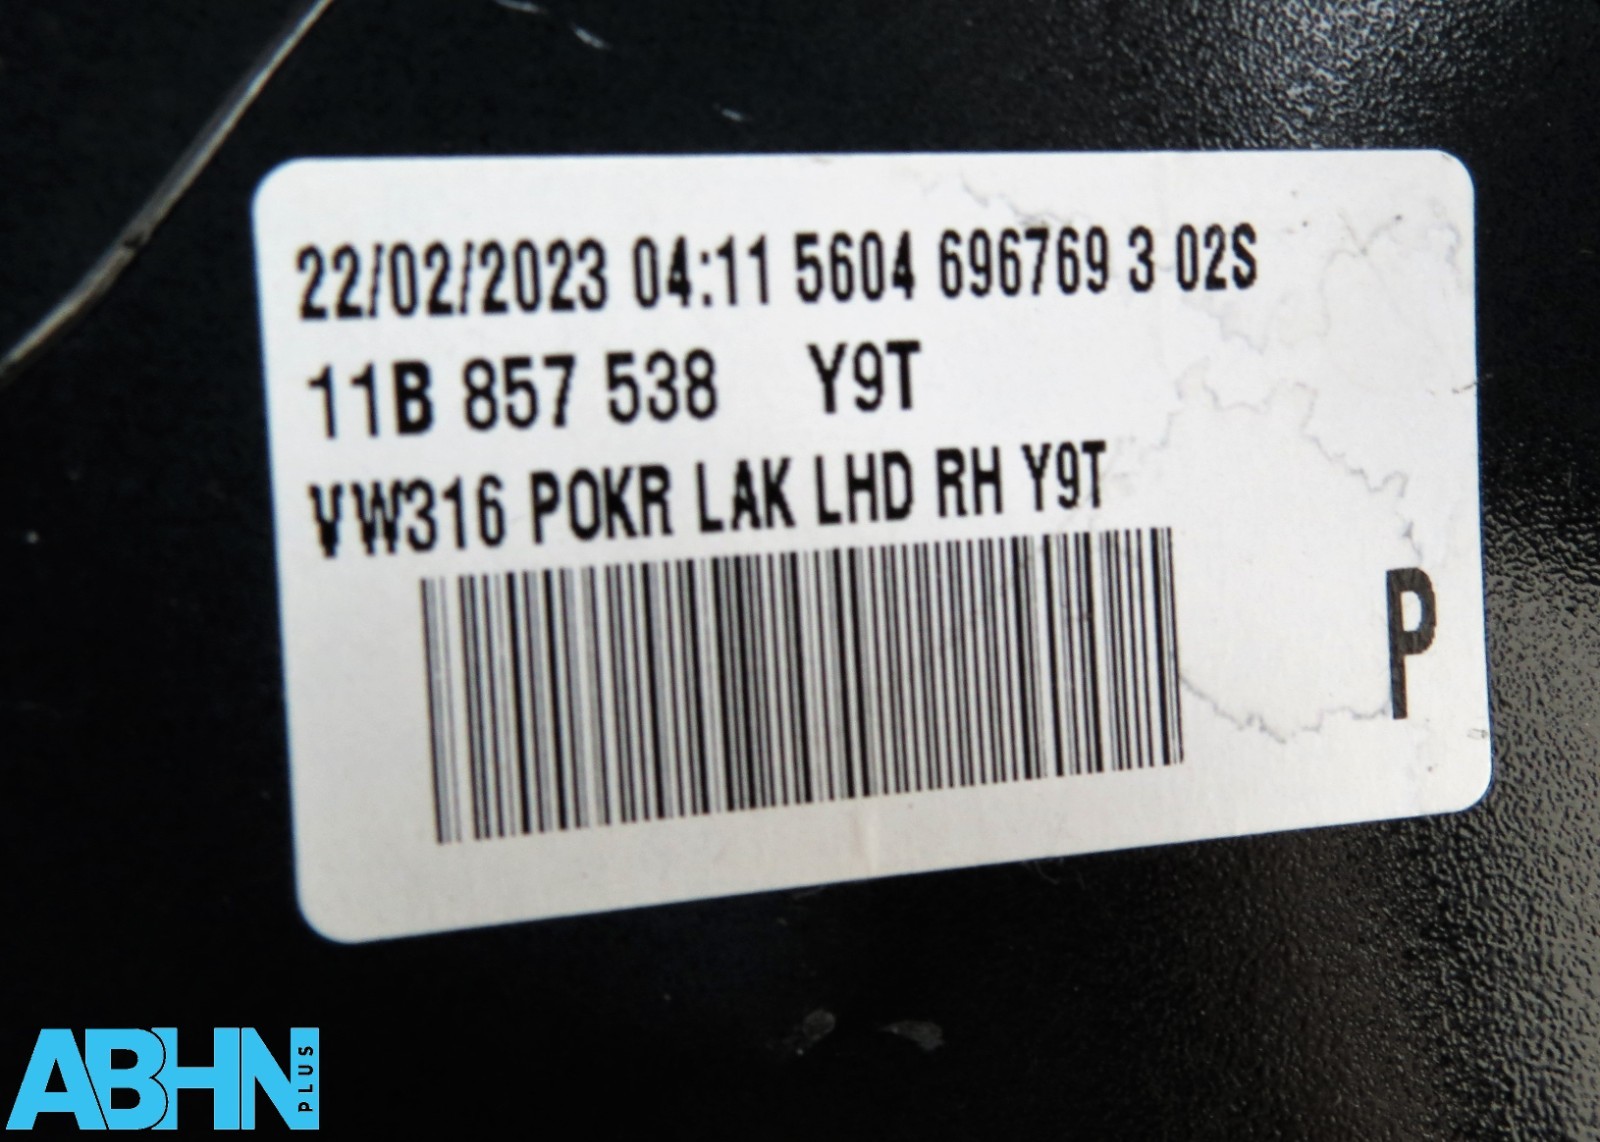 22/02/2023 04:11 5604 696769 3 02S
11B 857 538 Y9T
VW316 POKR LAK LHD RH Y9T
P
ABHN PLUS